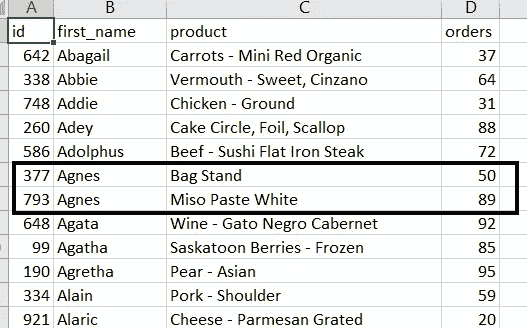 A B C D
id first_name product orders
642 Abagail Carrots - Mini Red Organic 37
338 Abbie Vermouth - Sweet, Cinzano 64
748 Addie Chicken - Ground 31
260 Adey Cake Circle, Foil, Scallop 88
586 Adolphus Beef - Sushi Flat Iron Steak 72
377 Agnes Bag Stand 50
793 Agnes Miso Paste White 89
648 Agata Wine - Gato Negro Cabernet 92
99 Agatha Saskatoon Berries - Frozen 85
190 Agretha Pear - Asian 95
334 Alain Pork - Shoulder 59
921 Alaric Cheese - Parmesan Grated 20